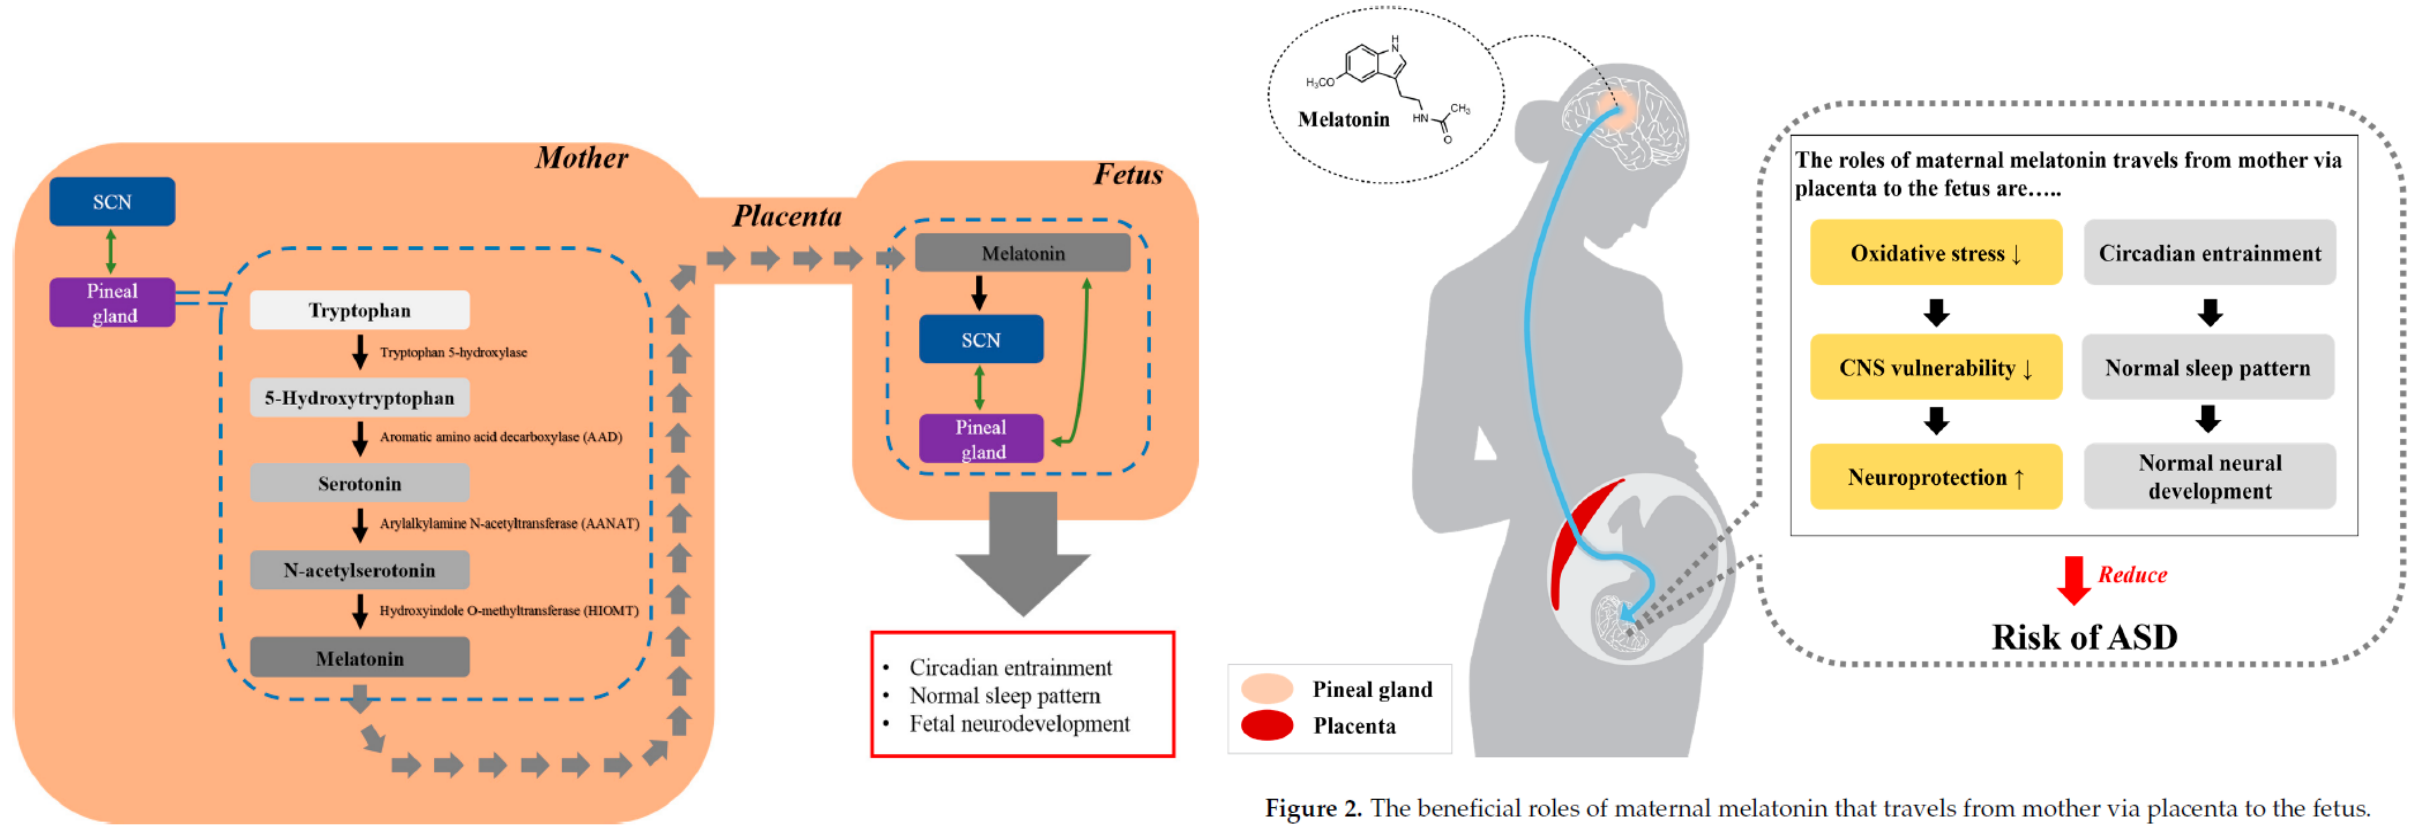 Mother
SCN
Pineal
gland
Tryptophan
Tryptophan 5-hydroxylase
5-Hydroxytryptophan
Aromatic amino acid decarboxylase (AAD)
Serotonin
Arylalkylamine N-acetyltransferase (AANAT)
N-acetylserotonin
Hydroxyindole O-methyltransferase (HIOMT)
Melatonin
Placenta
Fetus
Melatonin
SCN
Pineal
gland
• Circadian entrainment
• Normal sleep pattern
• Fetal neurodevelopment
H
N
H₃CO
CH₃
HN
O
Melatonin
The roles of maternal melatonin travels from mother via
placenta to the fetus are…..
Oxidative stress ↓
CNS vulnerability ↓
Neuroprotection ↑
Circadian entrainment
Normal sleep pattern
Normal neural
development
Reduce
Risk of ASD
Pineal gland
Placenta
Figure 2. The beneficial roles of maternal melatonin that travels from mother via placenta to the fetus.